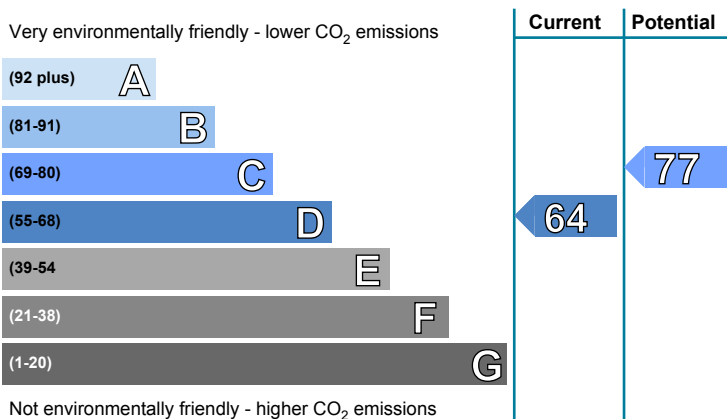 Current Potential
Very environmentally friendly - lower CO2 emissions
(92 plus) A
(81-91) B
(69-80) C
77
(55-68) D
64
(39-54 E
(21-38) F
(1-20) G
Not environmentally friendly - higher CO2 emissions